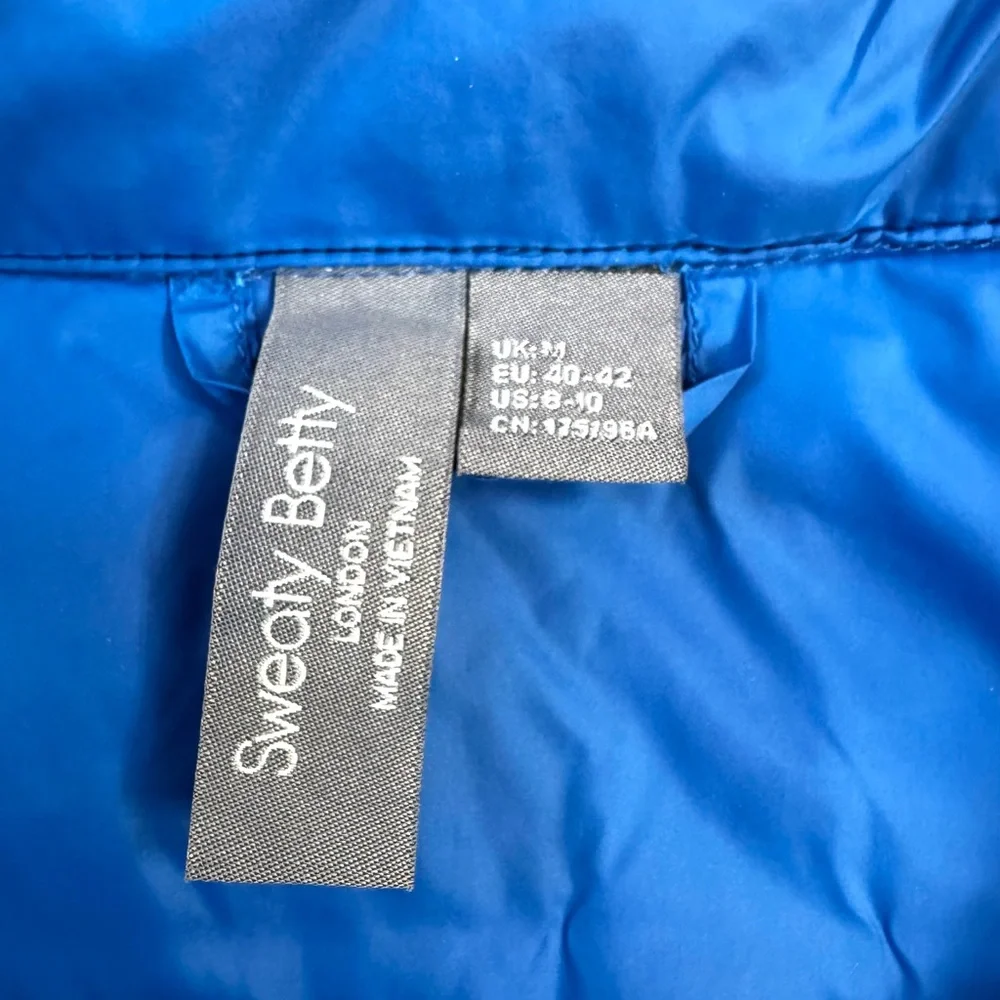 Sweaty Betty
LONDON
MADE IN VIETNAM
UK: M
EU: 40-42
US: 8-10
CN: 175/96A